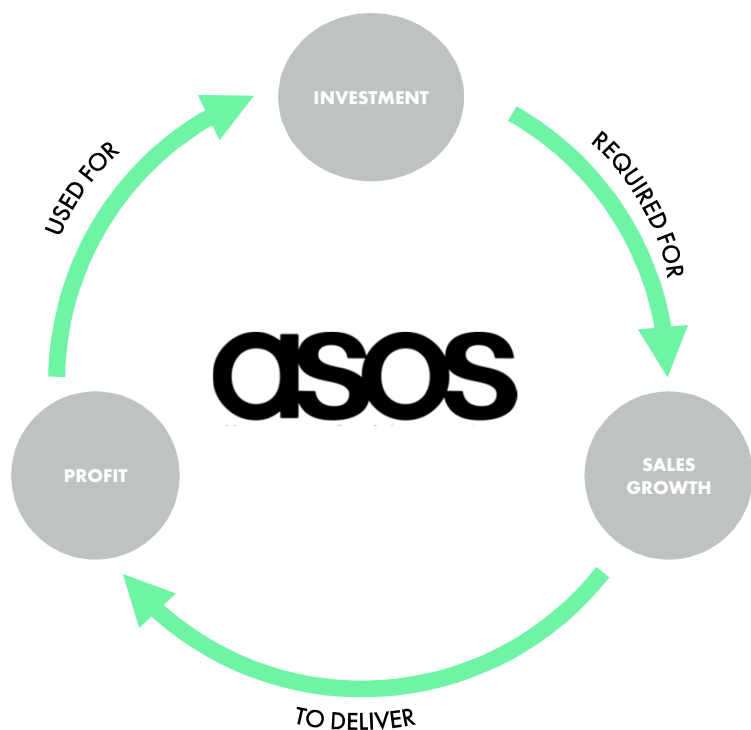 INVESTMENT
REQUIRED FOR
USED FOR
asos
SALES
GROWTH
PROFIT
TO DELIVER